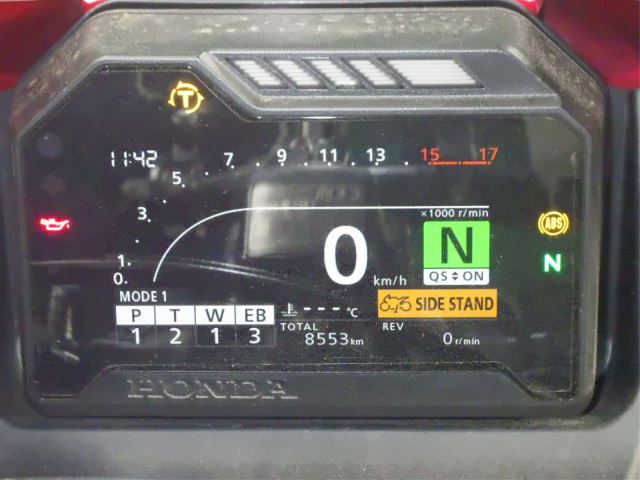 T
11:42
7 9 11 13 15 17
5
3
×1000 r/min
ABS
N
0 km/h
N
1
QS ON
0
MODE 1
SIDE STAND
P T W EB
--- °C
1 2 1 3
TOTAL
8553 km
REV
0 r/min
HONDA